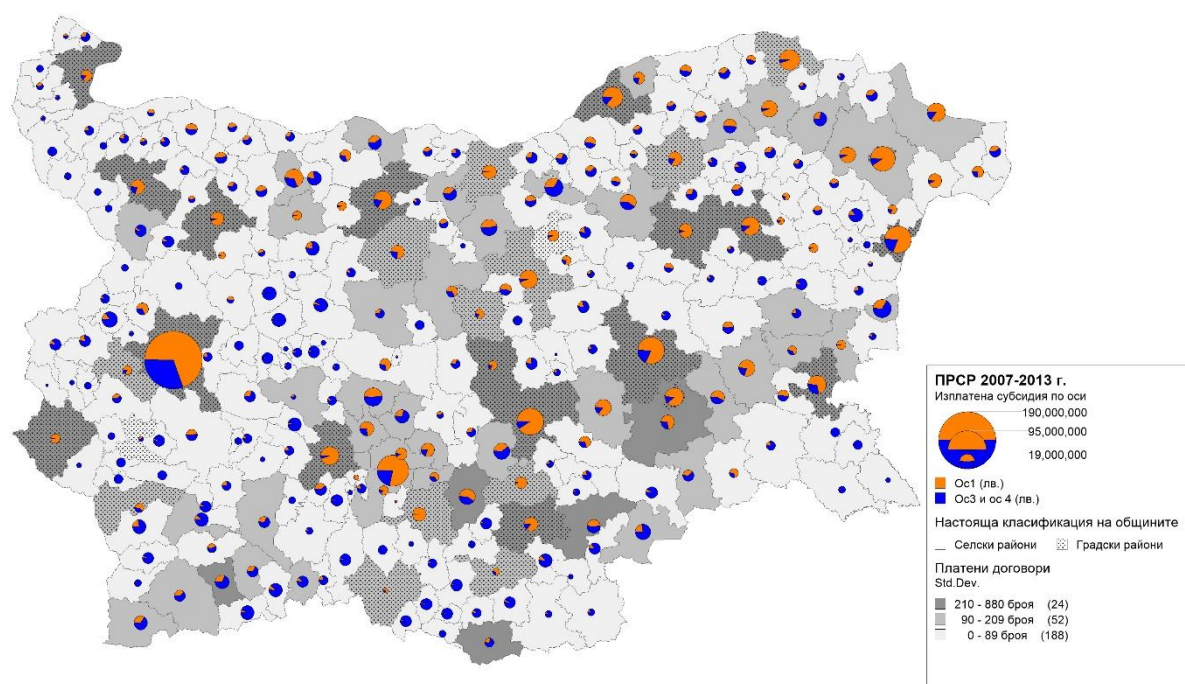 ПРСР 2007-2013 г.
Изплатена субсидия по оси
190,000,000
95,000,000
19,000,000
Ос1 (лв.)
Ос3 и ос 4 (лв.)
Настояща класификация на общините
Селски райони Градски райони
Платени договори
Std.Dev.
210 - 880 броя (24)
90 - 209 броя (52)
0 - 89 броя (188)